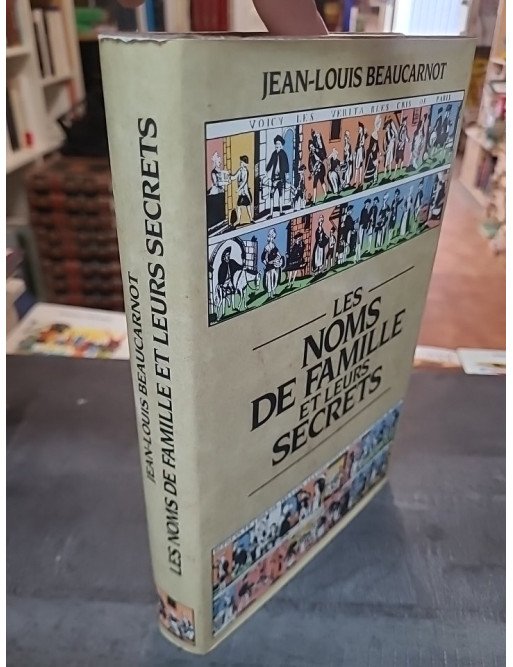 JEAN-LOUIS BEAUCARNOT
VOICY LES VERITABLES CRIS DE PARIS
LES
NOMS
DE FAMILLE
ET LEURS
SECRETS
JEAN-LOUIS BEAUCARNOT
LES NOMS DE FAMILLE ET LEURS SECRETS